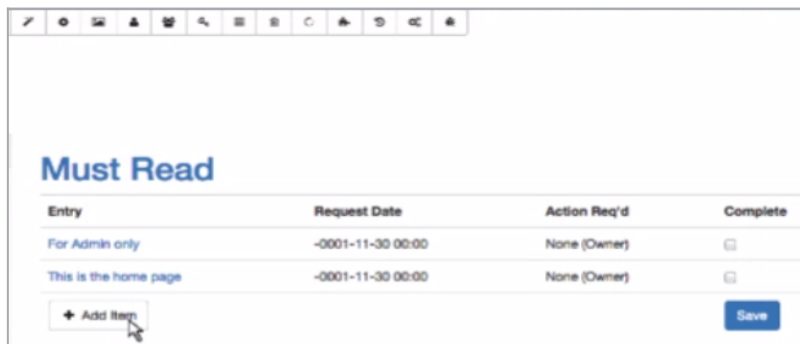 Must Read
Entry Request Date Action Req'd Complete
For Admin only -0001-11-30 00:00 None (Owner)
This is the home page -0001-11-30 00:00 None (Owner)
+ Add Item Save